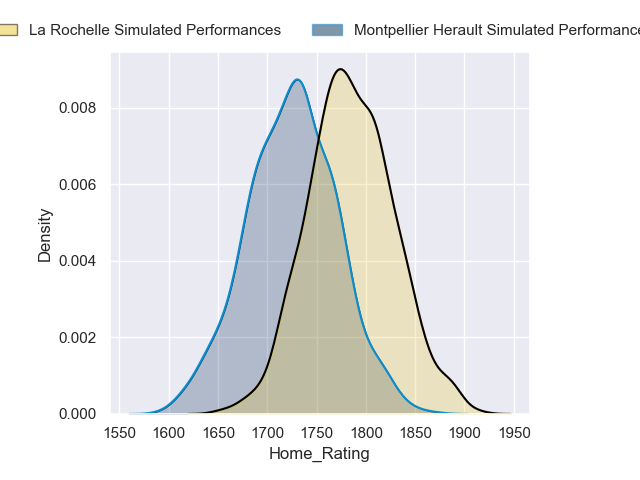 La Rochelle Simulated Performances
Montpellier Herault Simulated Performance
0.008
0.006
0.004
0.002
0.000
Density
1550 1600 1650 1700 1750 1800 1850 1900 1950
Home_Rating